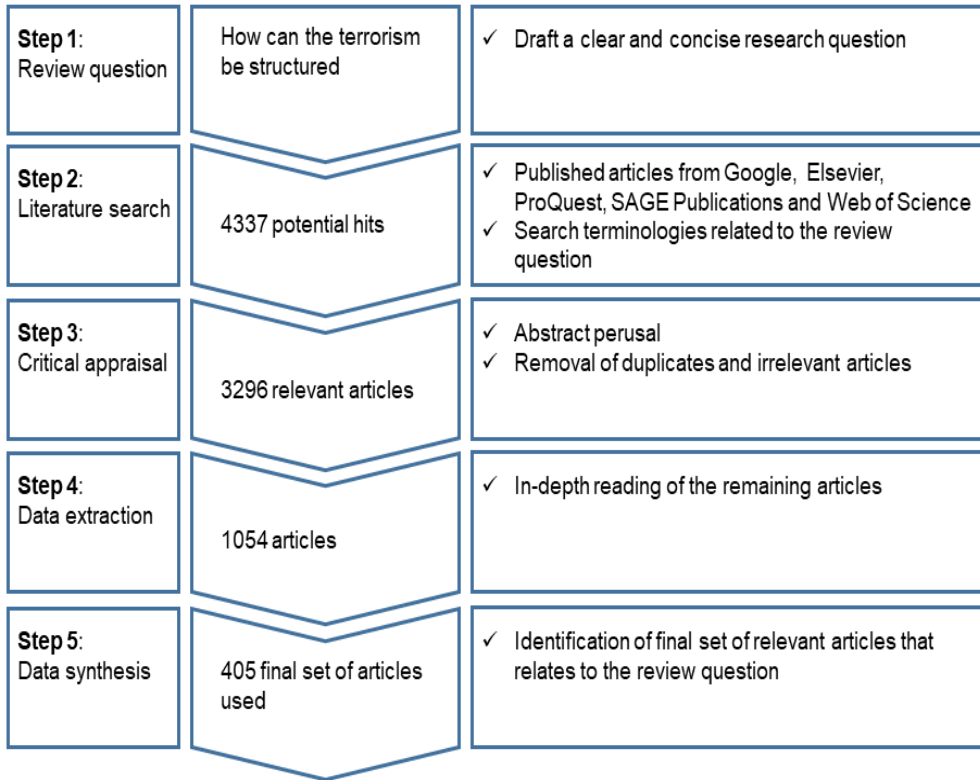 Step 1:
Review question
How can the terrorism
be structured
✓ Draft a clear and concise research question
Step 2:
Literature search
4337 potential hits
✓ Published articles from Google, Elsevier,
ProQuest, SAGE Publications and Web of Science
✓ Search terminologies related to the review
question
Step 3:
Critical appraisal
3296 relevant articles
✓ Abstract perusal
✓ Removal of duplicates and irrelevant articles
Step 4:
Data extraction
1054 articles
✓ In-depth reading of the remaining articles
Step 5:
Data synthesis
405 final set of articles
used
✓ Identification of final set of relevant articles that
relates to the review question